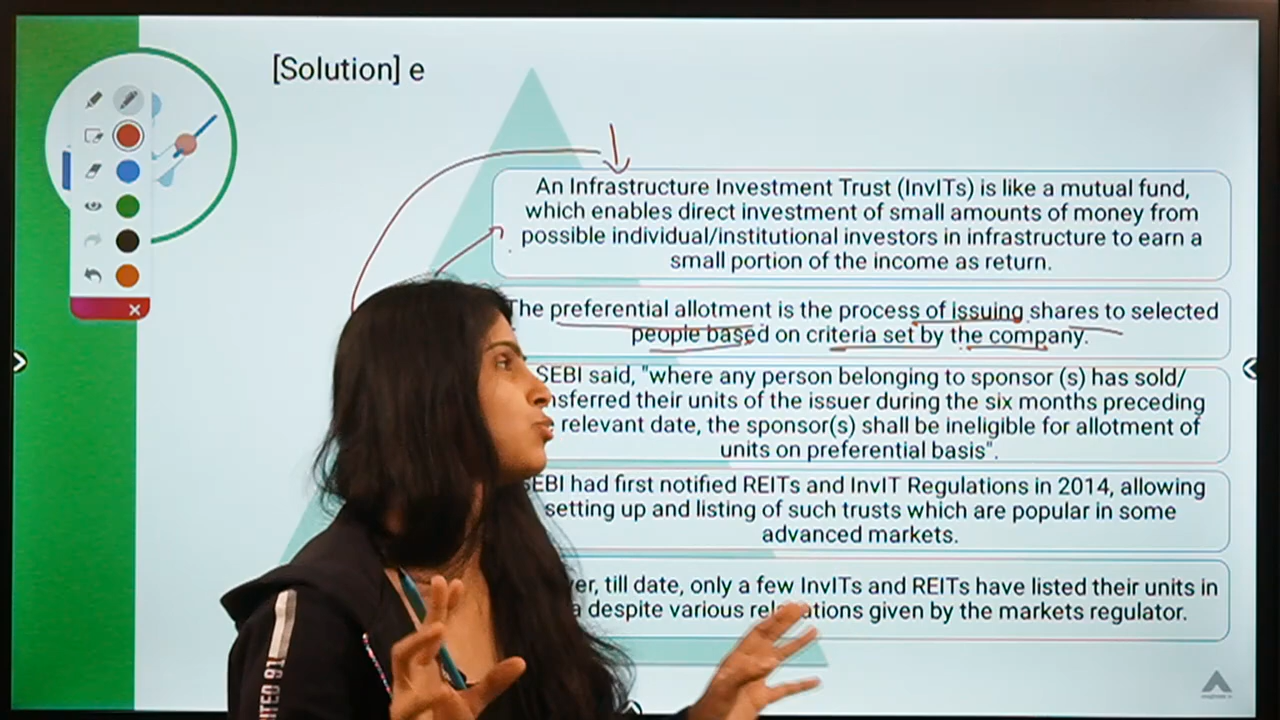 [Solution] e
An Infrastructure Investment Trust (InvITs) is like a mutual fund,
which enables direct investment of small amounts of money from
possible individual/institutional investors in infrastructure to earn a
small portion of the income as return.
The preferential allotment is the process of issuing shares to selected
people based on criteria set by the company.
SEBI said, "where any person belonging to sponsor (s) has sold/
nsferred their units of the issuer during the six months preceding
relevant date, the sponsor(s) shall be ineligible for allotment of
units on preferential basis".
SEBI had first notified REITs and InvIT Regulations in 2014, allowing
setting up and listing of such trusts which are popular in some
advanced markets.
er, till date, only a few InvITs and REITs have listed their units in
despite various given by the markets regulator.